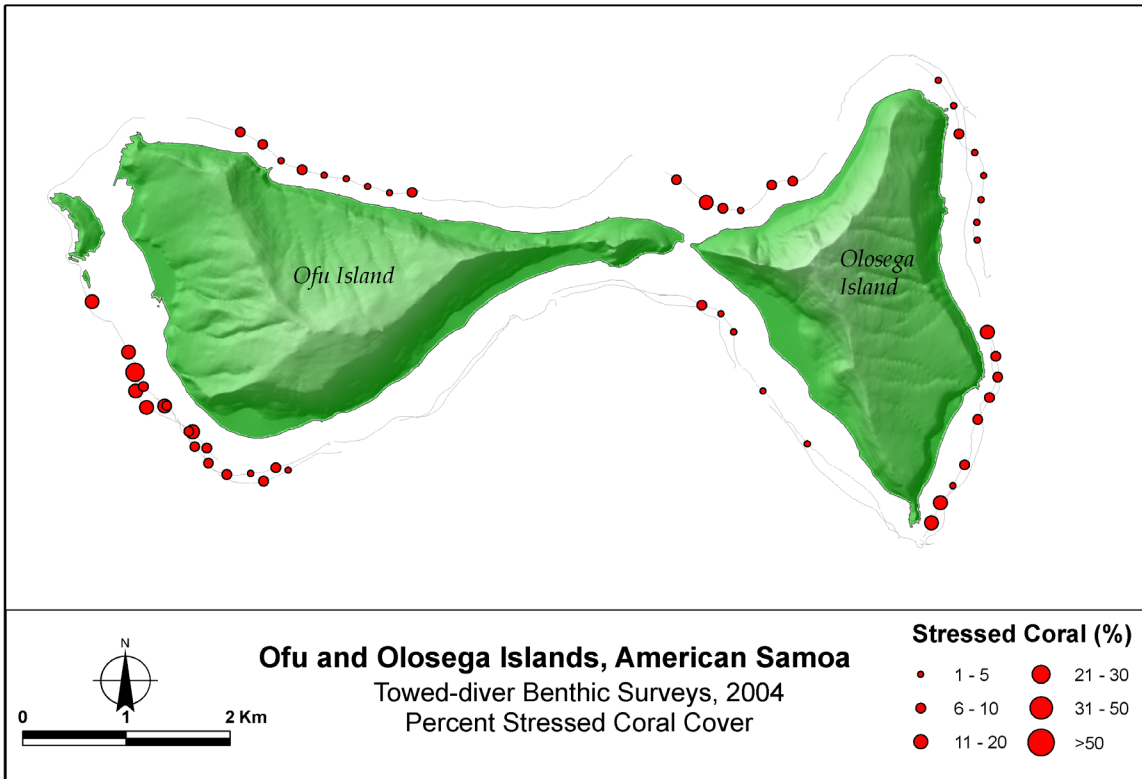 Ofu Island
Olosega
Island
N
0 1 2 Km
Ofu and Olosega Islands, American Samoa
Towed-diver Benthic Surveys, 2004
Percent Stressed Coral Cover
Stressed Coral (%)
1 - 5
6 - 10
11 - 20
21 - 30
31 - 50
>50